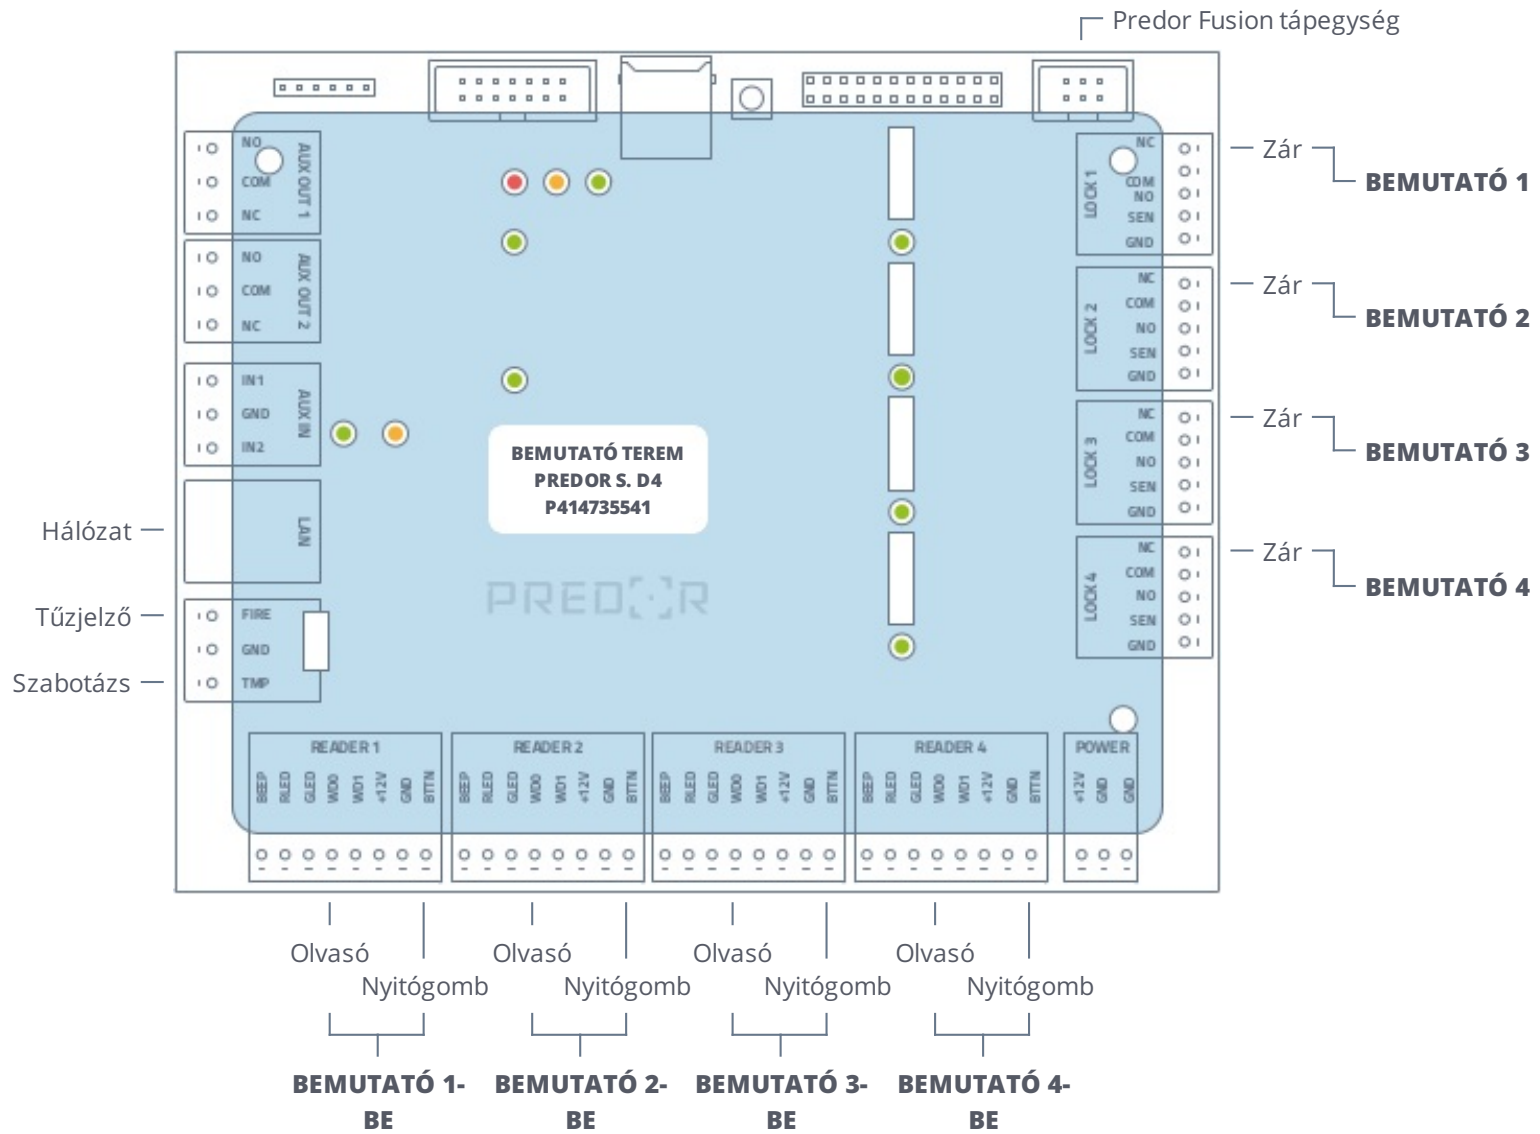 Predor Fusion tápegység
NO
COM
NC
AUX OUT 1
NO
COM
NC
AUX OUT 2
IN1
GND
IN2
AUX IN
Hálózat
LAN
Tűzjelző
FIRE
GND
Szabotázs
TMP
BEMUTATÓ TEREM
PREDOR S. D4
P414735541
PREDOR
LOCK 1
NC
COM
NO
SEN
GND
Zár
BEMUTATÓ 1
LOCK 2
NC
COM
NO
SEN
GND
Zár
BEMUTATÓ 2
LOCK 3
NC
COM
NO
SEN
GND
Zár
BEMUTATÓ 3
LOCK 4
NC
COM
NO
SEN
GND
Zár
BEMUTATÓ 4
READER 1
BEEP RLED GLED WD0 WD1 +12V GND BTTN
READER 2
BEEP RLED GLED WD0 WD1 +12V GND BTTN
READER 3
BEEP RLED GLED WD0 WD1 +12V GND BTTN
READER 4
BEEP RLED GLED WD0 WD1 +12V GND BTTN
POWER
+12V GND GND
Olvasó
Nyitógomb
BEMUTATÓ 1-
BE
Olvasó
Nyitógomb
BEMUTATÓ 2-
BE
Olvasó
Nyitógomb
BEMUTATÓ 3-
BE
Olvasó
Nyitógomb
BEMUTATÓ 4-
BE